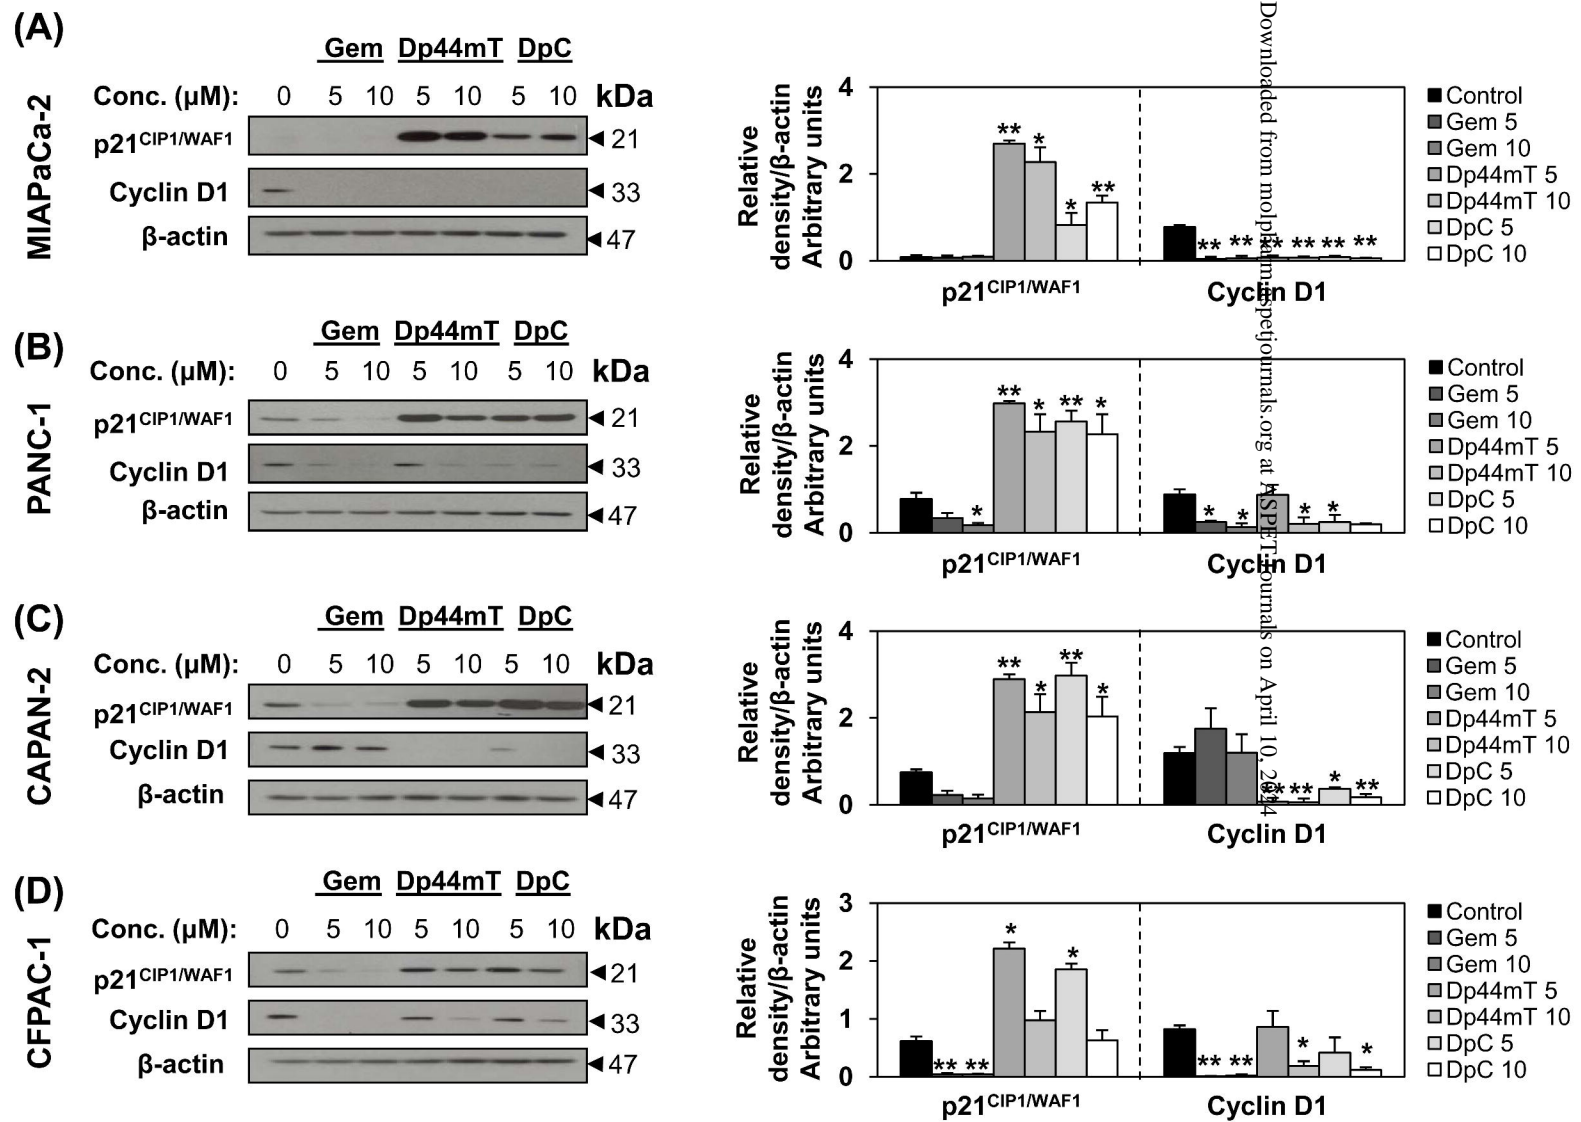 (A)
MIAPaCa-2
Gem Dp44mT DpC
Conc. (µM): 0 5 10 5 10 5 10 kDa
p21CIP1/WAF1 21
Cyclin D1 33
β-actin 47
Relative
density/β-actin
Arbitrary units
4
2
0
** * * **
** ** ** ** ** **
p21CIP1/WAF1 Cyclin D1
Control
Gem 5
Gem 10
Dp44mT 5
Dp44mT 10
DpC 5
DpC 10
(B)
PANC-1
Gem Dp44mT DpC
Conc. (µM): 0 5 10 5 10 5 10 kDa
p21CIP1/WAF1 21
Cyclin D1 33
β-actin 47
Relative
density/β-actin
Arbitrary units
4
2
0
* ** * ** *
* * * *
p21CIP1/WAF1 Cyclin D1
Control
Gem 5
Gem 10
Dp44mT 5
Dp44mT 10
DpC 5
DpC 10
(C)
CAPAN-2
Gem Dp44mT DpC
Conc. (µM): 0 5 10 5 10 5 10 kDa
p21CIP1/WAF1 21
Cyclin D1 33
β-actin 47
Relative
density/β-actin
Arbitrary units
4
2
0
** * ** *
** ** * **
p21CIP1/WAF1 Cyclin D1
Control
Gem 5
Gem 10
Dp44mT 5
Dp44mT 10
DpC 5
DpC 10
(D)
CFPAC-1
Gem Dp44mT DpC
Conc. (µM): 0 5 10 5 10 5 10 kDa
p21CIP1/WAF1 21
Cyclin D1 33
β-actin 47
Relative
density/β-actin
Arbitrary units
3
2
1
0
** ** * *
** ** * *
p21CIP1/WAF1 Cyclin D1
Control
Gem 5
Gem 10
Dp44mT 5
Dp44mT 10
DpC 5
DpC 10
Downloaded from molpharm.aspetjournals.org at ASPET Journals on April 10, 2024